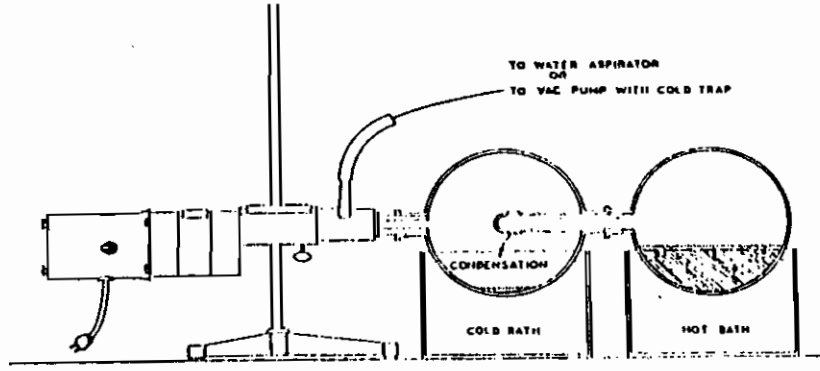 TO WATER ASPIRATOR
OR
TO VAC PUMP WITH COLD TRAP
CONDENSATION
COLD BATH
HOT BATH